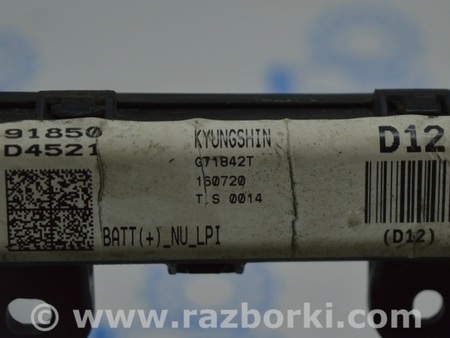 91850
D4521
KYUNGSHIN
G71842T
160720
T.S 0014
BATT(+)_NU_LPI
D12
(D12)
www.razborki.com